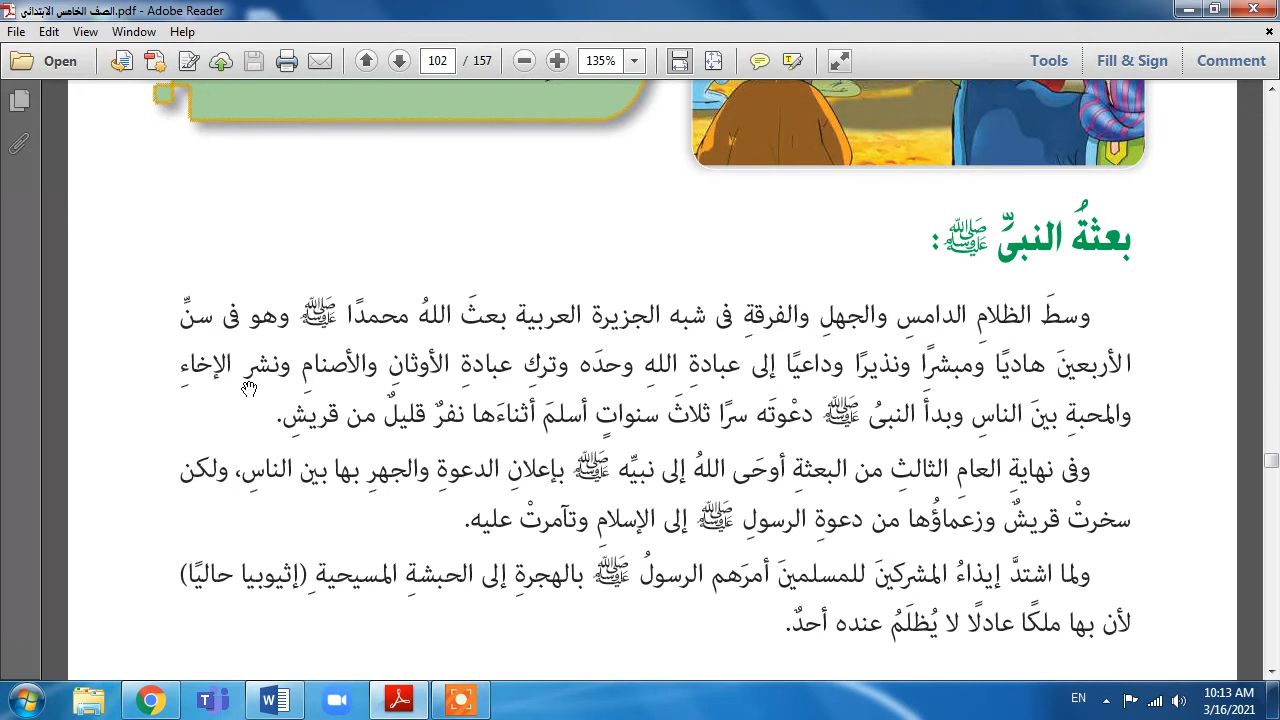 الصف الخامس الابتدائي.pdf - Adobe Reader
File Edit View Window Help
Open 102 / 157 135% Tools Fill & Sign Comment
بعثةُ النبىِّ ﷺ:
وسطَ الظلامِ الدامسِ والجهلِ والفرقةِ فى شبه الجزيرة العربية بعثَ اللهُ محمدًا ﷺ وهو فى سنِّ
الأربعينَ هاديًا ومبشرًا ونذيرًا وداعيًا إلى عبادةِ اللهِ وحدَه وتركِ عبادةِ الأوثانِ والأصنامِ ونشرِ الإخاءِ
والمحبةِ بينَ الناسِ وبدأَ النبىُ ﷺ دعْوتَه سرًا ثلاثَ سنواتٍ أسلمَ أثناءَها نفرٌ قليلٌ من قريشٍ.
وفى نهايةِ العامِ الثالثِ من البعثةِ أوحَى اللهُ إلى نبيِّه ﷺ بإعلانِ الدعوةِ والجهرِ بها بين الناسِ، ولكن
سخرتْ قريشٌ وزعماؤُها من دعوةِ الرسولِ ﷺ إلى الإسلامِ وتآمرتْ عليه.
ولما اشتدَّ إيذاءُ المشركينَ للمسلمينَ أمرَهم الرسولُ ﷺ بالهجرةِ إلى الحبشةِ المسيحيةِ (إثيوبيا حاليًا)
لأن بها ملكًا عادلًا لا يُظلَمُ عنده أحدٌ.
EN 10:13 AM
3/16/2021